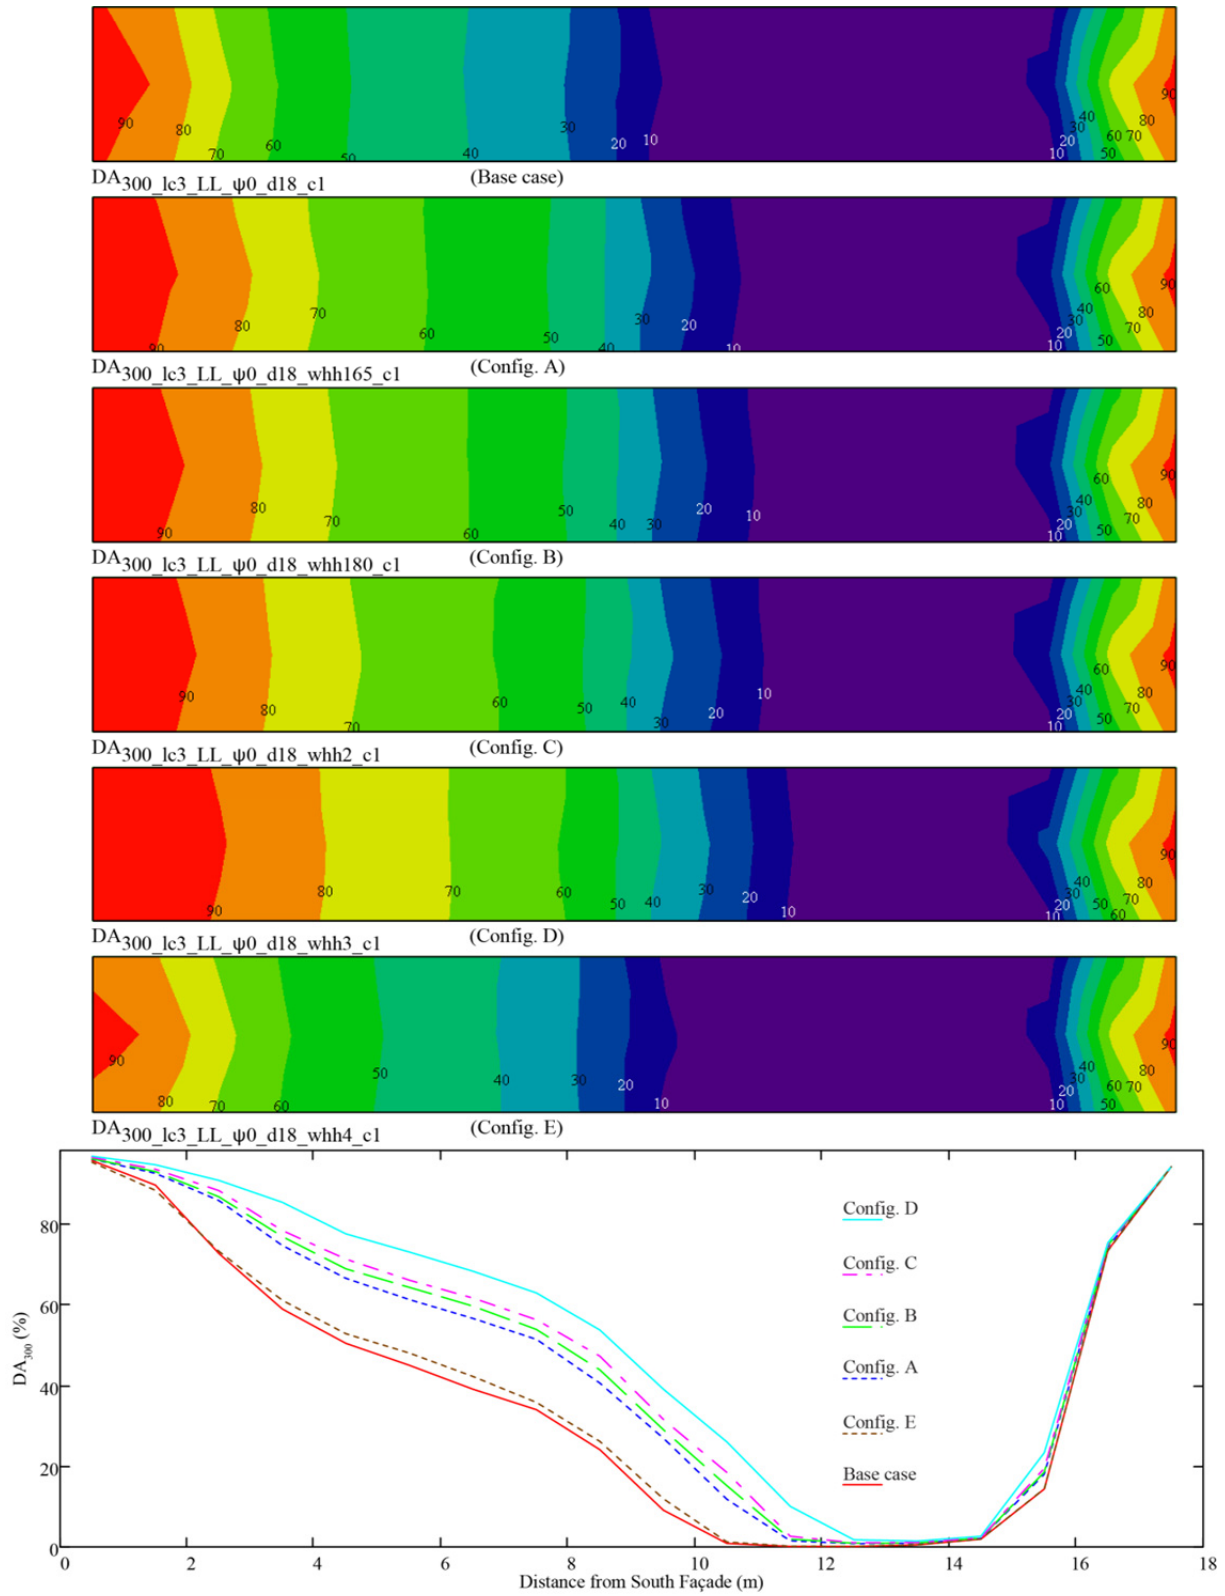 90 80 70 60 50 40 30 20 10 10 20 30 40 50 60 70 80 90
DA300_lc3_LL_ψ0_d18_c1 (Base case)
90 80 70 60 50 40 30 20 10 10 20 30 40 50 60 70 80 90
DA300_lc3_LL_ψ0_d18_whh165_c1 (Config. A)
90 80 70 60 50 40 30 20 10 10 20 30 40 50 60 70 80 90
DA300_lc3_LL_ψ0_d18_whh180_c1 (Config. B)
90 80 70 60 50 40 30 20 10 10 20 30 40 50 60 70 80 90
DA300_lc3_LL_ψ0_d18_whh2_c1 (Config. C)
90 80 70 60 50 40 30 20 10 10 20 30 40 50 60 70 80 90
DA300_lc3_LL_ψ0_d18_whh3_c1 (Config. D)
90 80 70 60 50 40 30 20 10 10 20 30 40 50 60 70 80 90
DA300_lc3_LL_ψ0_d18_whh4_c1 (Config. E)
DA300 (%)
80
60
40
20
0
Config. D
Config. C
Config. B
Config. A
Config. E
Base case
0 2 4 6 8 10 12 14 16 18
Distance from South Façade (m)